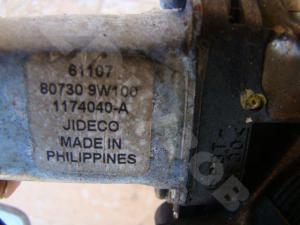 61107
80730 9W100
1174040-A
JIDECO
MADE IN
PHILIPPINES